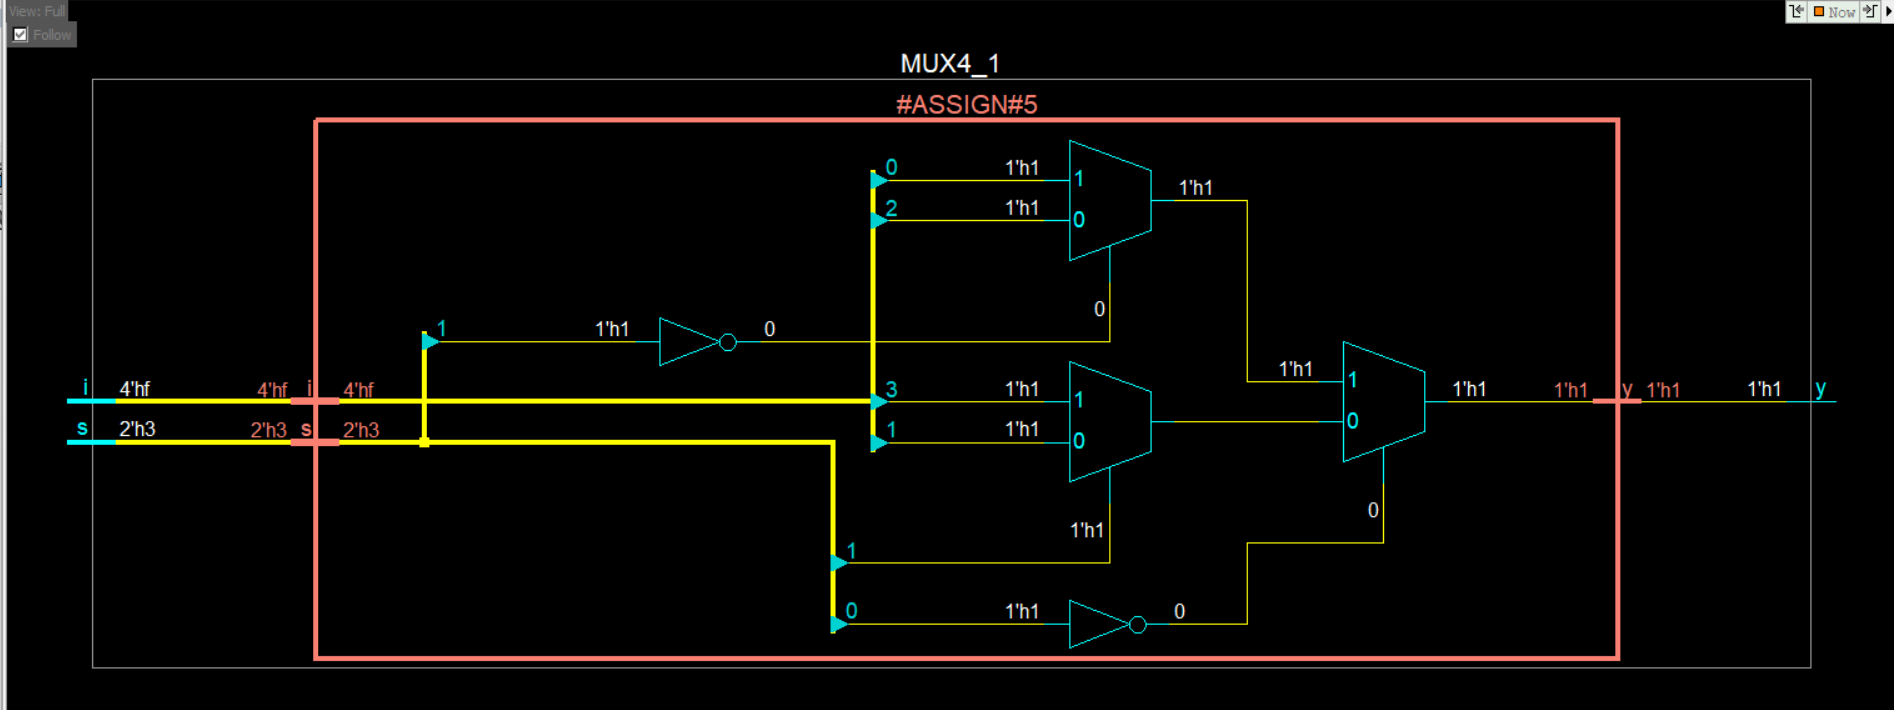 View: Full
Now
Follow
MUX4_1
#ASSIGN#5
0 1'h1 1 1'h1
2 1'h1 0
0
1 1'h1 0
1'h1 1
i 4'hf 4'hf i 4'hf 3 1'h1 1 1'h1 1'h1 y 1'h1 1'h1 y
s 2'h3 2'h3 s 2'h3 1 1'h1 0 0
0
1'h1
1
0 1'h1 0